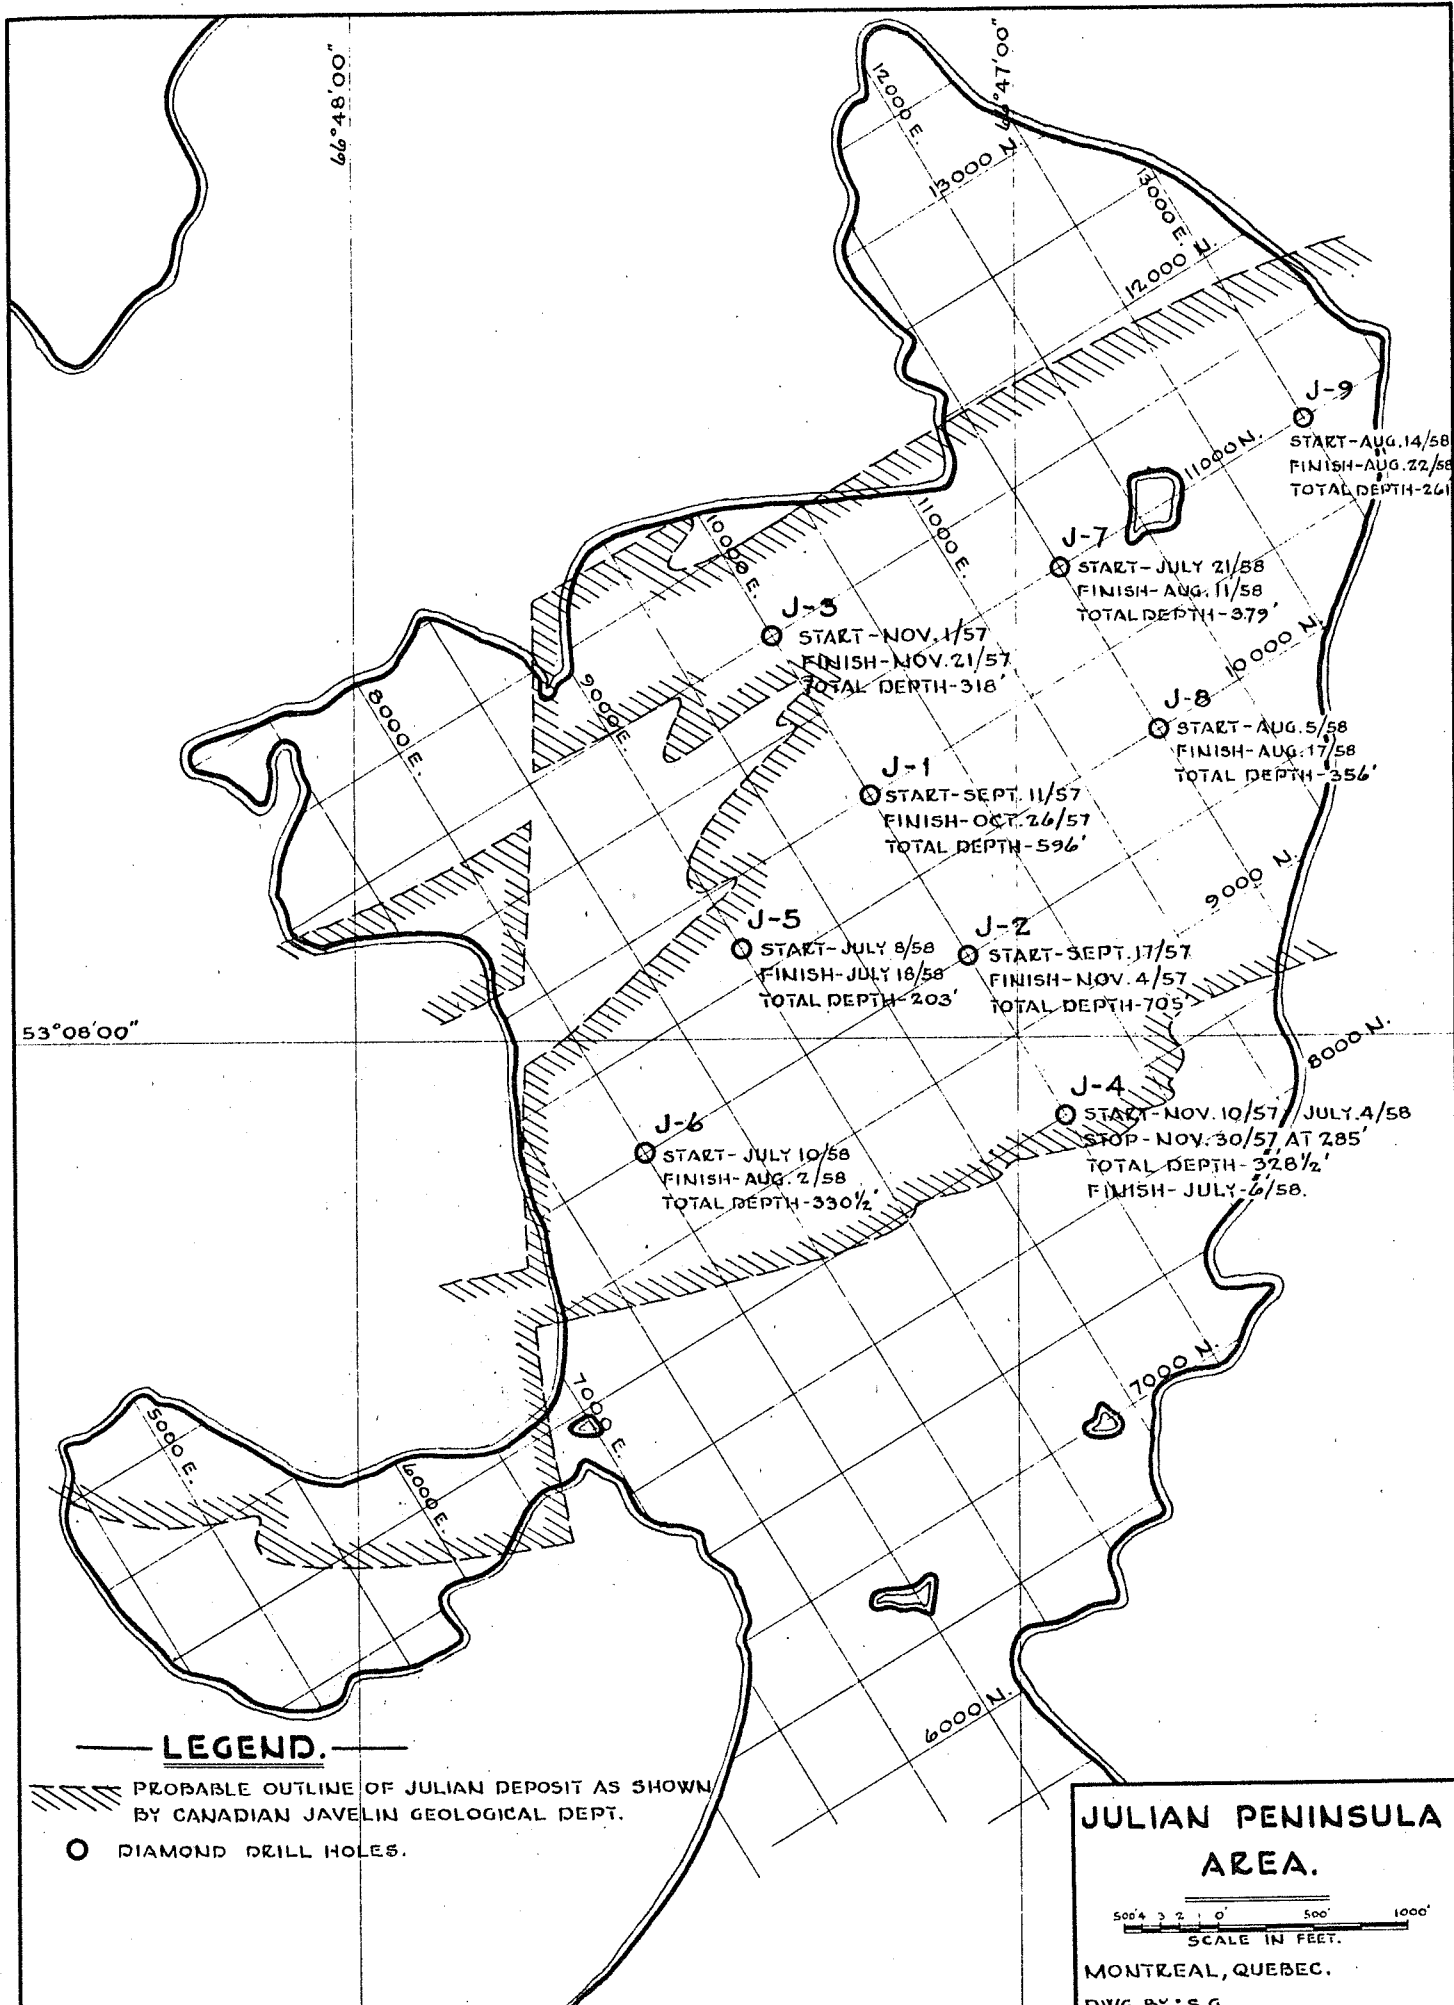 66°48'00"
66°47'00"
12000 E.
13000 N.
13000 E.
12000 N.
J-9
START-AUG.14/58
FINISH-AUG.22/58
TOTAL DEPTH-261
11000 N.
J-7
START-JULY 21/58
FINISH-AUG. 11/58
TOTAL DEPTH-379'
10000 E.
11000 E.
J-3
START-NOV. 1/57
FINISH-NOV. 21/57
TOTAL DEPTH-318'
10000 N.
8000 E.
9000 E.
J-8
START-AUG. 5/58
FINISH-AUG. 17/58
TOTAL DEPTH-356'
J-1
START-SEPT. 11/57
FINISH-OCT. 26/57
TOTAL DEPTH-596'
9000 N.
J-5
START-JULY 8/58
FINISH-JULY 18/58
TOTAL DEPTH-203'
J-2
START-SEPT. 17/57
FINISH-NOV. 4/57
TOTAL DEPTH-705'
53°08'00"
8000 N.
J-4
START-NOV. 10/57, JULY. 4/58
STOP-NOV. 30/57 AT 285'
TOTAL DEPTH-328½'
FINISH-JULY-6/58.
J-6
START-JULY 10/58
FINISH-AUG. 2/58
TOTAL DEPTH-330½'
7000 N.
7000 E.
5000 E.
6000 E.
6000 N.
LEGEND.
PROBABLE OUTLINE OF JULIAN DEPOSIT AS SHOWN
BY CANADIAN JAVELIN GEOLOGICAL DEPT.
DIAMOND DRILL HOLES.
JULIAN PENINSULA
AREA.
500' 4 3 2 1 0' 500' 1000'
SCALE IN FEET.
MONTREAL, QUEBEC.
DWG BY: S.G.